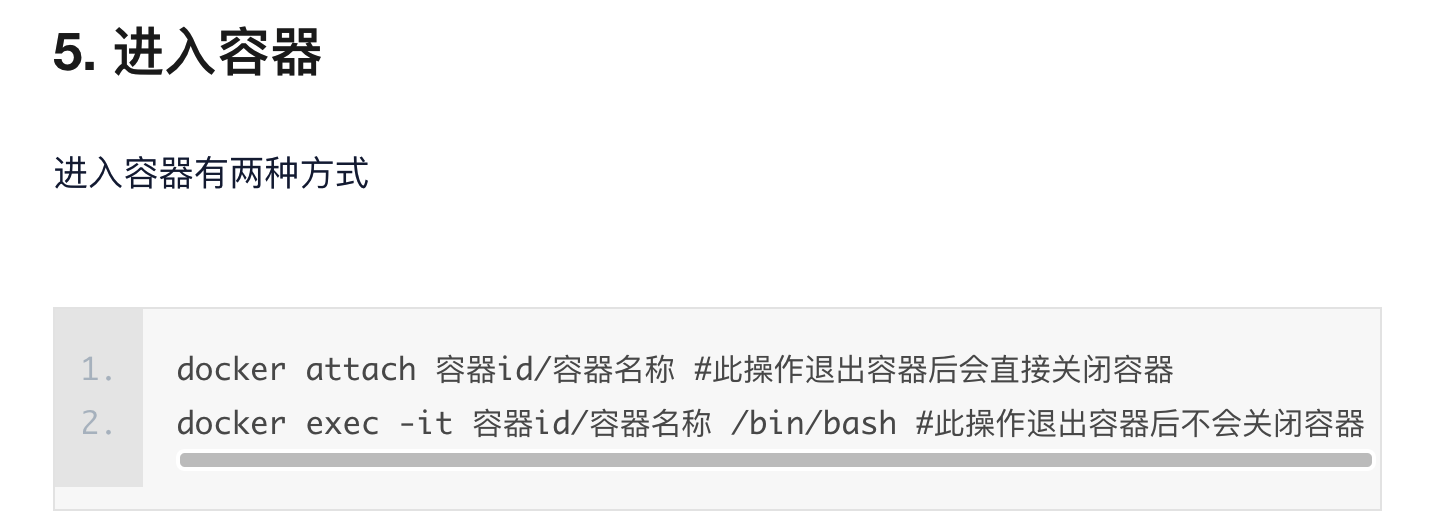 5. 进入容器
进入容器有两种方式
1. docker attach 容器id/容器名称 #此操作退出容器后会直接关闭容器
2. docker exec -it 容器id/容器名称 /bin/bash #此操作退出容器后不会关闭容器